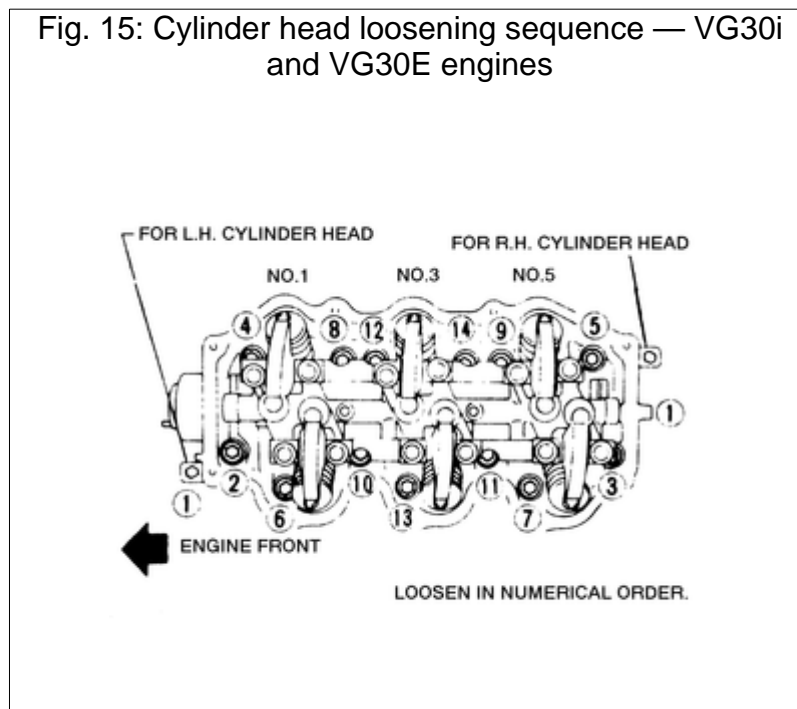 Fig. 15: Cylinder head loosening sequence — VG30i
and VG30E engines
FOR L.H. CYLINDER HEAD
FOR R.H. CYLINDER HEAD
NO.1 NO.3 NO.5
4 8 12 14 9 5
1
2 10 11 3
1 6 13 7
ENGINE FRONT
LOOSEN IN NUMERICAL ORDER.